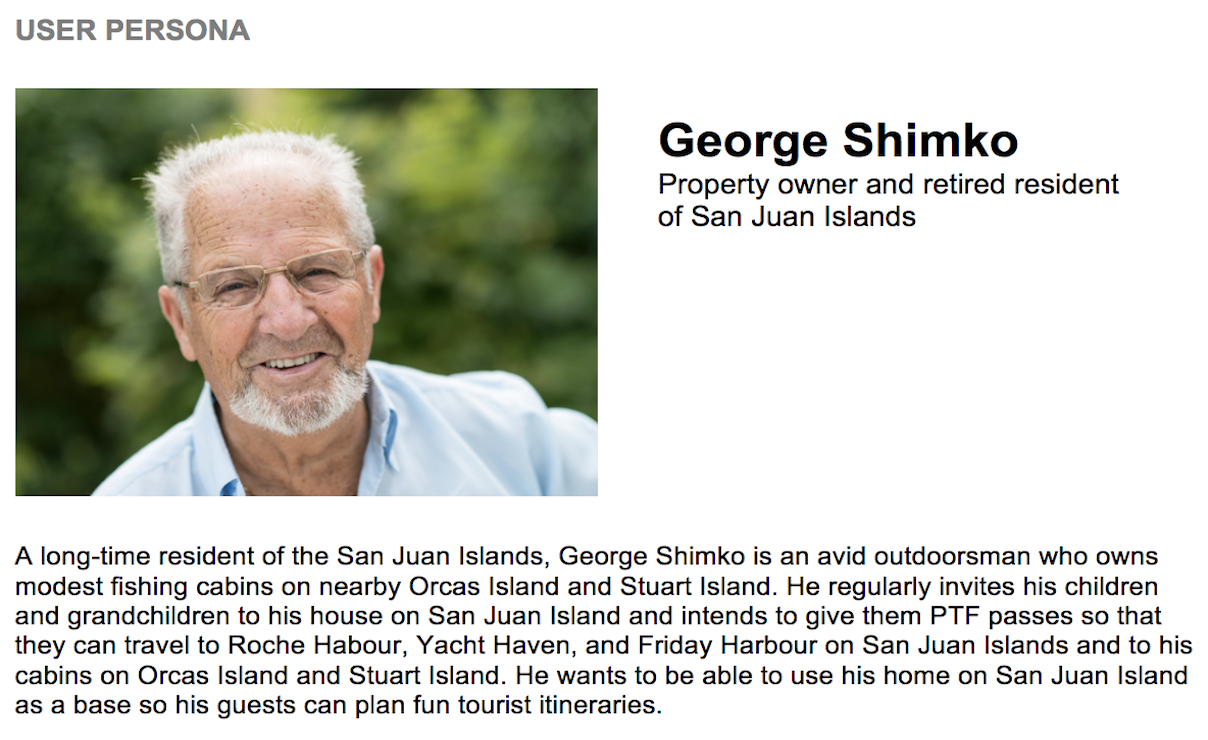 USER PERSONA
George Shimko
Property owner and retired resident
of San Juan Islands
A long-time resident of the San Juan Islands, George Shimko is an avid outdoorsman who owns
modest fishing cabins on nearby Orcas Island and Stuart Island. He regularly invites his children
and grandchildren to his house on San Juan Island and intends to give them PTF passes so that
they can travel to Roche Habour, Yacht Haven, and Friday Harbour on San Juan Islands and to his
cabins on Orcas Island and Stuart Island. He wants to be able to use his home on San Juan Island
as a base so his guests can plan fun tourist itineraries.